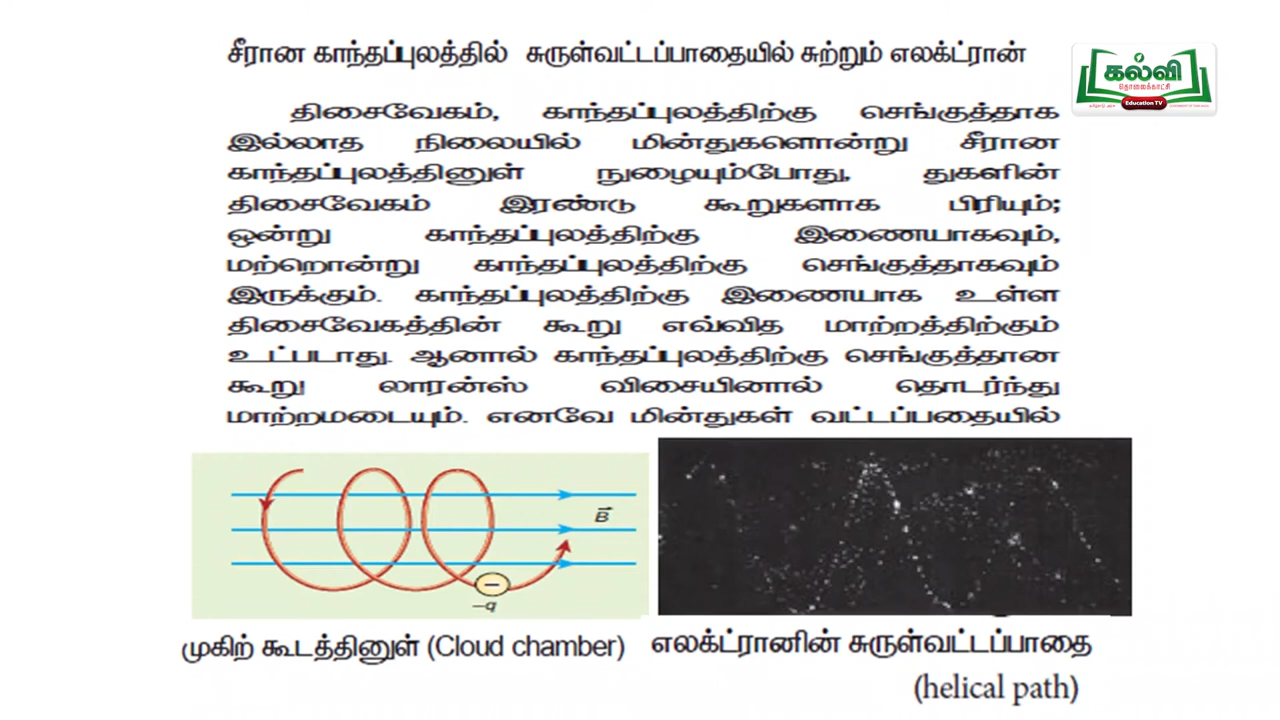 சீரான காந்தப்புலத்தில் சுருள்வட்டப்பாதையில் சுற்றும் எலக்ட்ரான்
கல்வி
தொலைக்காட்சி
Education TV
திசைவேகம், காந்தப்புலத்திற்கு செங்குத்தாக
இல்லாத நிலையில் மின்துகளொன்று சீரான
காந்தப்புலத்தினுள் நுழையும்போது, துகளின்
திசைவேகம் இரண்டு கூறுகளாக பிரியும்;
ஒன்று காந்தப்புலத்திற்கு இணையாகவும்,
மற்றொன்று காந்தப்புலத்திற்கு செங்குத்தாகவும்
இருக்கும். காந்தப்புலத்திற்கு இணையாக உள்ள
திசைவேகத்தின் கூறு எவ்வித மாற்றத்திற்கும்
உட்படாது. ஆனால் காந்தப்புலத்திற்கு செங்குத்தான
கூறு லாரன்ஸ் விசையினால் தொடர்ந்து
மாற்றமடையும். எனவே மின்துகள் வட்டப்பதையில்
B⃗
−
−q
முகிற் கூடத்தினுள் (Cloud chamber) எலக்ட்ரானின் சுருள்வட்டப்பாதை
(helical path)